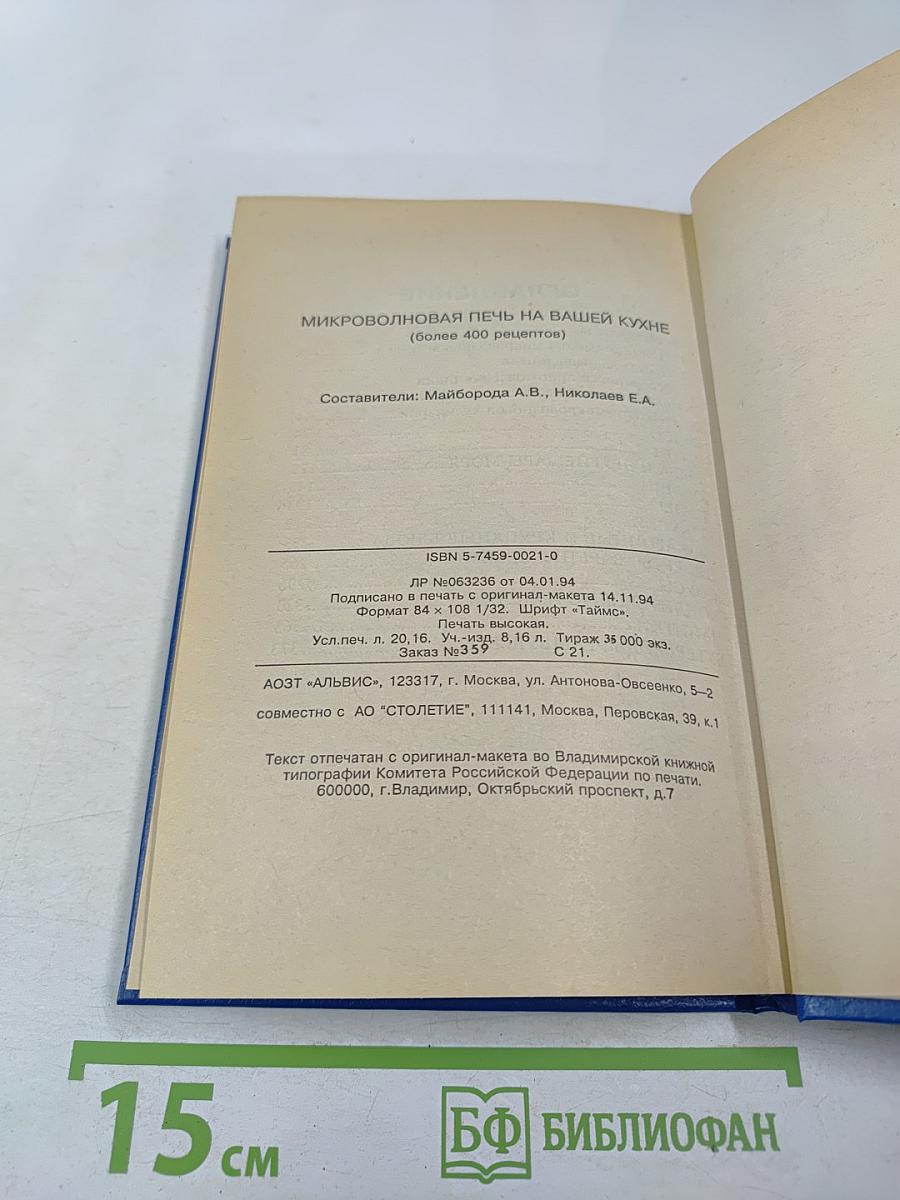 МИКРОВОЛНОВАЯ ПЕЧЬ НА ВАШЕЙ КУХНЕ
(более 400 рецептов)
Составители: Майборода А.В., Николаев Е.А.
ISBN 5-7459-0021-0
ЛР №063236 от 04.01.94
Подписано в печать с оригинал-макета 14.11.94
Формат 84 × 108 1/32. Шрифт «Таймс».
Печать высокая.
Усл.печ. л. 20,16. Уч.-изд. 8,16 л. Тираж 35 000 экз.
Заказ №359 С 21.
АОЗТ «АЛЬВИС», 123317, г. Москва, ул. Антонова-Овсеенко, 5—2
совместно с АО "СТОЛЕТИЕ", 111141, Москва, Перовская, 39, к.1
Текст отпечатан с оригинал-макета во Владимирской книжной
типографии Комитета Российской Федерации по печати.
600000, г.Владимир, Октябрьский проспект, д.7
15 см
БФ БИБЛИОФАН